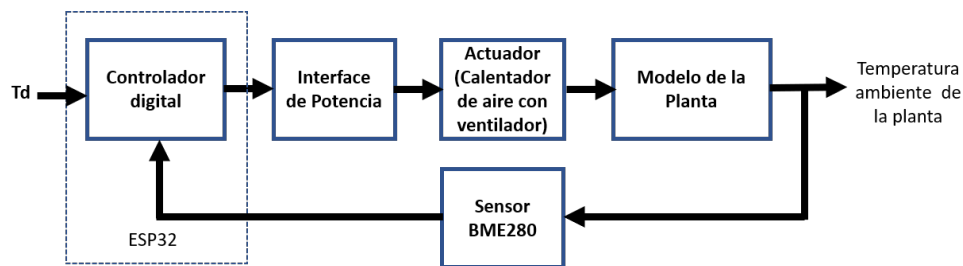 Td
Controlador
digital
Interface
de Potencia
Actuador
(Calentador
de aire con
ventilador)
Modelo de la
Planta
Temperatura
ambiente de
la planta
Sensor
BME280
ESP32